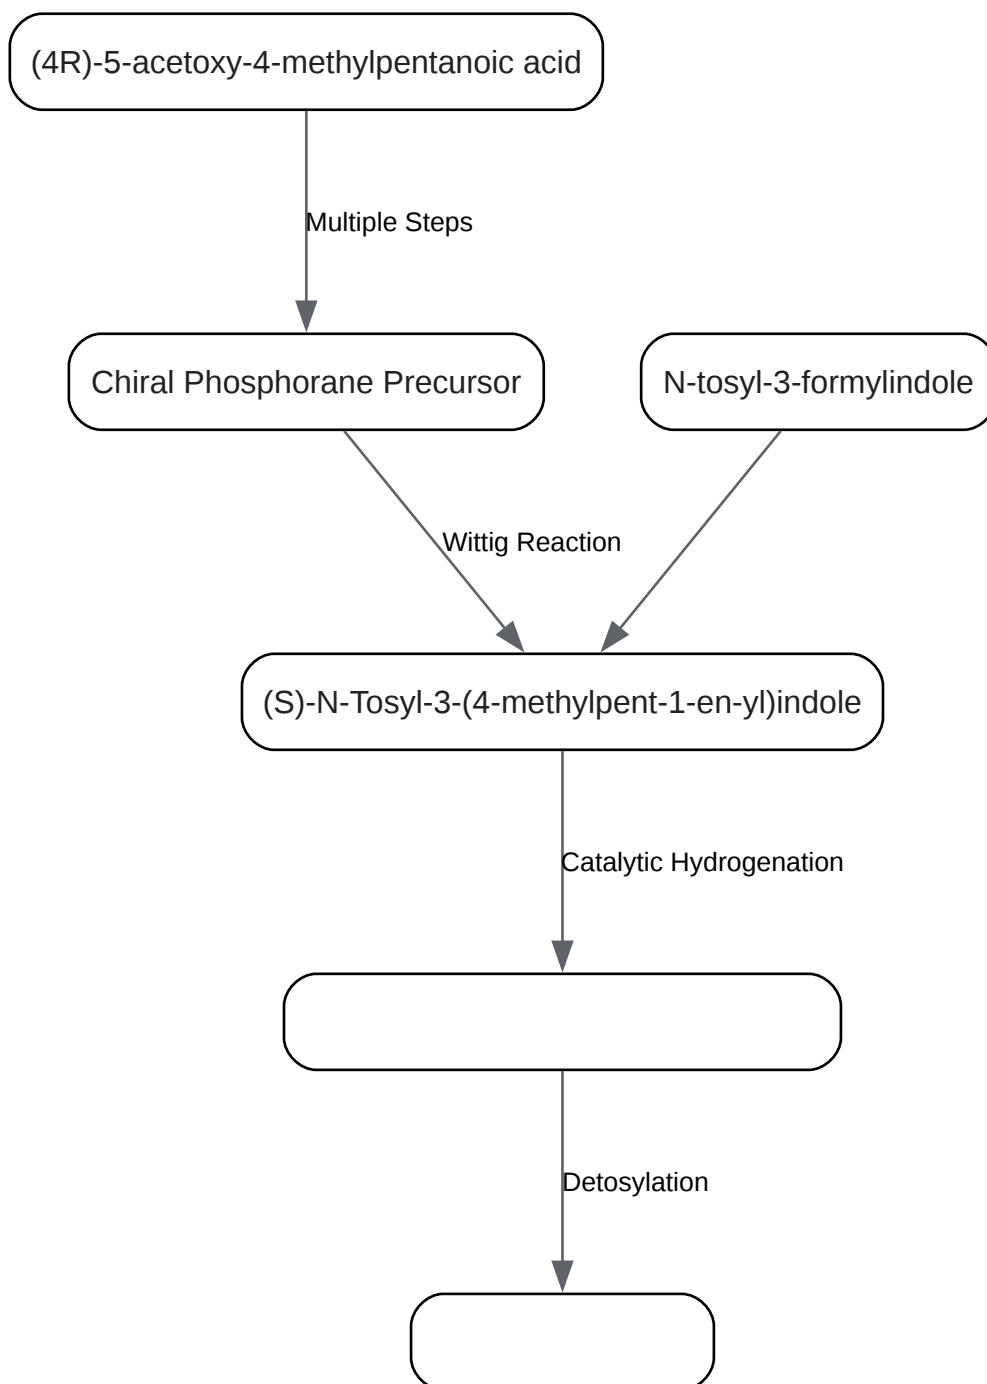 (4R)-5-acetoxy-4-methylpentanoic acid
Multiple Steps
Chiral Phosphorane Precursor
N-tosyl-3-formylindole
Wittig Reaction
(S)-N-Tosyl-3-(4-methylpent-1-en-yl)indole
Catalytic Hydrogenation
Detosylation